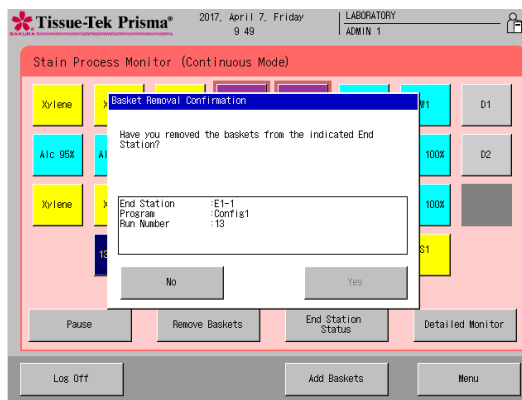 Tissue-Tek Prisma®
SAKURA
2017, April 7, Friday
9 49
LABORATORY
ADMIN 1
Stain Process Monitor (Continuous Mode)
Xylene
D1
Basket Removal Confirmation
Have you removed the baskets from the indicated End
Station?
Alc 95%
100%
D2
Xylene
100%
End Station :E1-1
Program :Config1
Run Number :13
13
S1
No
Yes
Pause
Remove Baskets
End Station
Status
Detailed Monitor
Log Off
Add Baskets
Menu